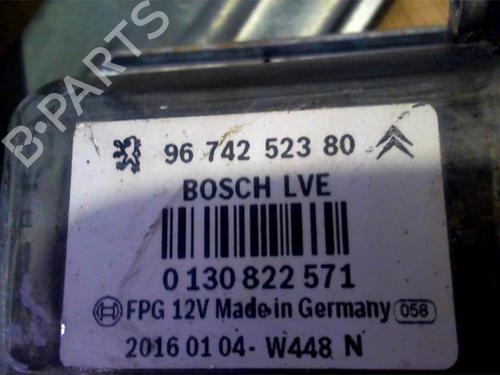 B-PARTS
96 742 523 80
BOSCH LVE
0 130 822 571
FPG 12V Made in Germany 058
2016 01 04 - W448 N